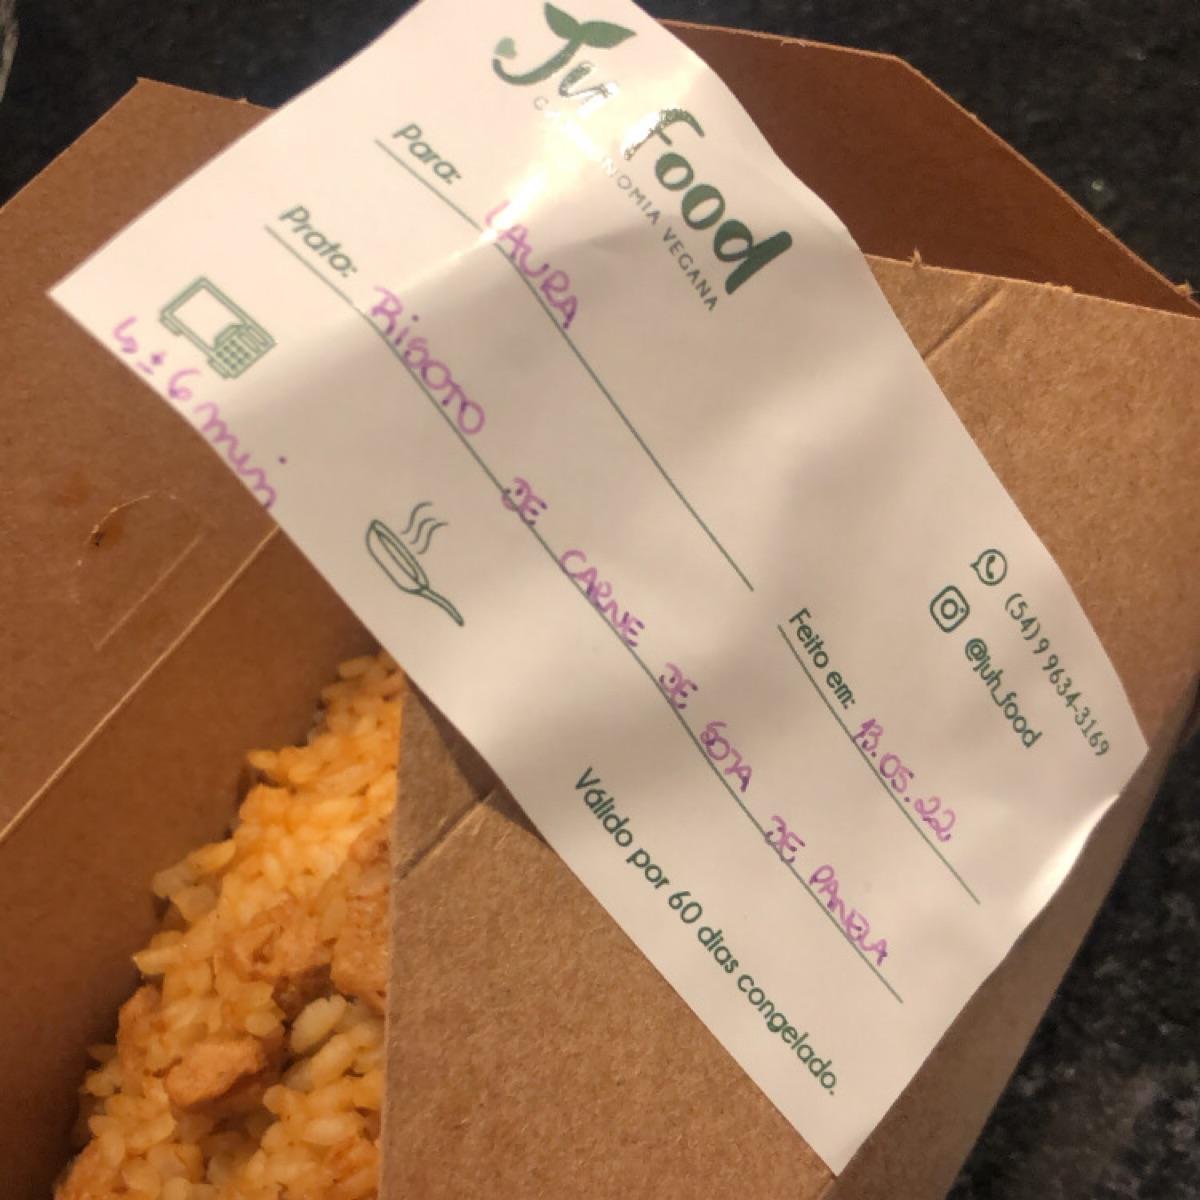 Juh Food
GASTRONOMIA VEGANA
Para: LAURA
Prato: RISOTO DE CARNE DE SOJA DE PANELA
↳ ± 6 min
Feito em: 13.05.22
(54) 9 9634-3169
@juh_food
Válido por 60 dias congelado.